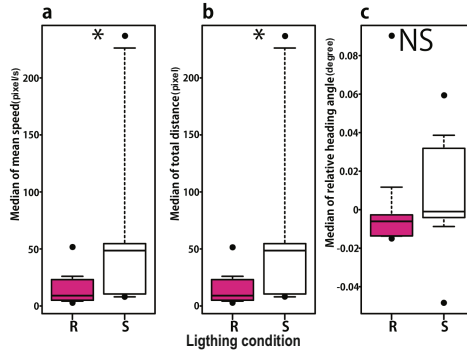 a b c
* * NS
Median of mean speed(pixel/s)
200
150
100
50
0
R S
Median of total distance(pixel)
200
150
100
50
0
R S
Median of relative heading angle(degree)
0.08
0.06
0.04
0.02
0
-0.02
-0.04
R S
Ligthing condition